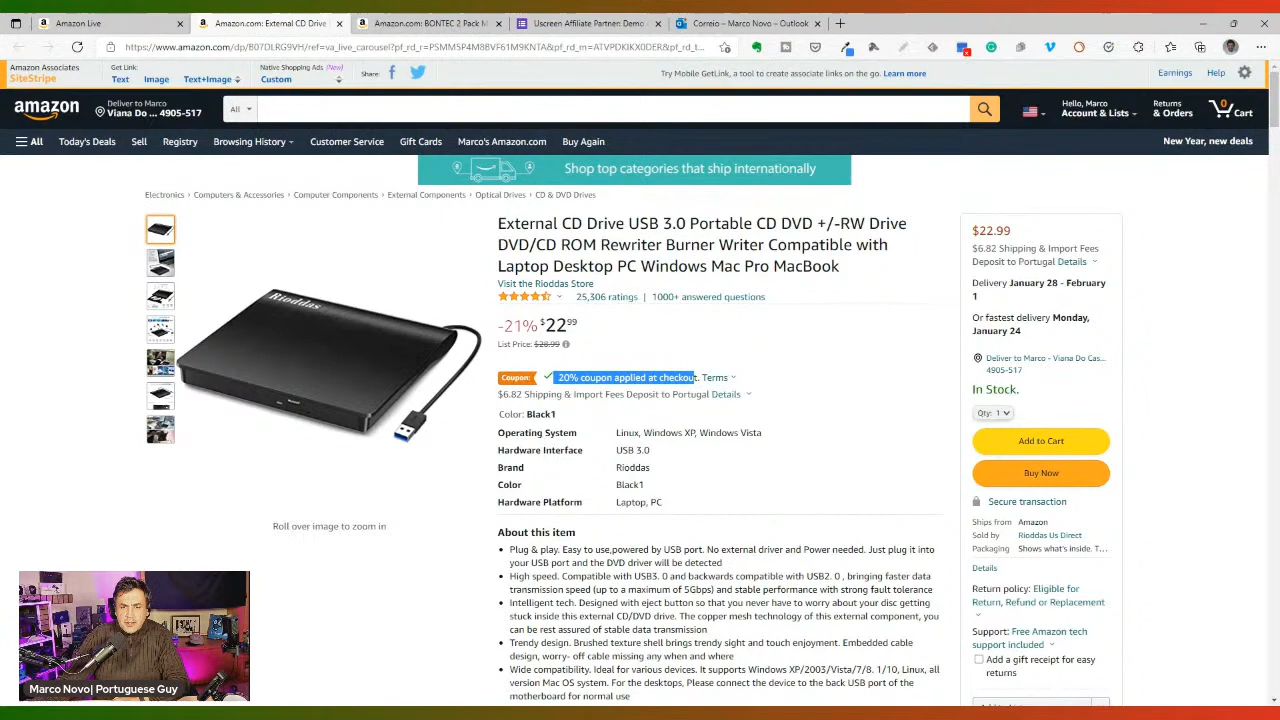 Amazon Live
Amazon.com: External CD Drive
Amazon.com: BONTEC 2 Pack M
Uscreen Affiliate Partner: Demo
Correio – Marco Novo – Outlook
https://www.amazon.com/dp/B07DLRG9VH/ref=va_live_carousel?pf_rd_r=PSMM5P4M88VF61M9KNTA&pf_rd_m=ATVPDKIKX0DER&pf_rd_t...
Amazon Associates
SiteStripe
Get Link:
Text Image Text+Image
Native Shopping Ads (New)
Custom
Share:
Try Mobile GetLink, a tool to create associate links on the go. Learn more
Earnings Help
amazon
Deliver to Marco
Viana Do ... 4905-517
All
Hello, Marco
Account & Lists
Returns
& Orders
0
Cart
All Today's Deals Sell Registry Browsing History Customer Service Gift Cards Marco's Amazon.com Buy Again
New Year, new deals
Shop top categories that ship internationally
Electronics › Computers & Accessories › Computer Components › External Components › Optical Drives › CD & DVD Drives
External CD Drive USB 3.0 Portable CD DVD +/-RW Drive
DVD/CD ROM Rewriter Burner Writer Compatible with
Laptop Desktop PC Windows Mac Pro MacBook
Visit the Rioddas Store
25,306 ratings | 1000+ answered questions
-21% $22 99
List Price: $28.99
Coupon: 20% coupon applied at checkout. Terms
$6.82 Shipping & Import Fees Deposit to Portugal Details
Color: Black1
Operating System Linux, Windows XP, Windows Vista
Hardware Interface USB 3.0
Brand Rioddas
Color Black1
Hardware Platform Laptop, PC
About this item
• Plug & play. Easy to use,powered by USB port. No external driver and Power needed. Just plug it into
your USB port and the DVD driver will be detected
• High speed. Compatible with USB3. 0 and backwards compatible with USB2. 0 , bringing faster data
transmission speed (up to a maximum of 5Gbps) and stable performance with strong fault tolerance
• Intelligent tech. Designed with eject button so that you never have to worry about your disc getting
stuck inside this external CD/DVD drive. The copper mesh technology of this external component, you
can be rest assured of stable data transmission
• Trendy design. Brushed texture shell brings trendy sight and touch enjoyment. Embedded cable
design, worry- off cable missing any when and where
• Wide compatibility. Ideal for various devices. It supports Windows XP/2003/Vista/7/8. 1/10, Linux, all
version Mac OS system. For the desktops, Please connect the device to the back USB port of the
motherboard for normal use
Rioddas
Roll over image to zoom in
$22.99
$6.82 Shipping & Import Fees
Deposit to Portugal Details
Delivery January 28 - February
1
Or fastest delivery Monday,
January 24
Deliver to Marco - Viana Do Cas...
4905-517
In Stock.
Qty: 1
Add to Cart
Buy Now
Secure transaction
Ships from Amazon
Sold by Rioddas Us Direct
Packaging Shows what's inside. T...
Details
Return policy: Eligible for
Return, Refund or Replacement
Support: Free Amazon tech
support included
Add a gift receipt for easy
returns
Marco Novo| Portuguese Guy